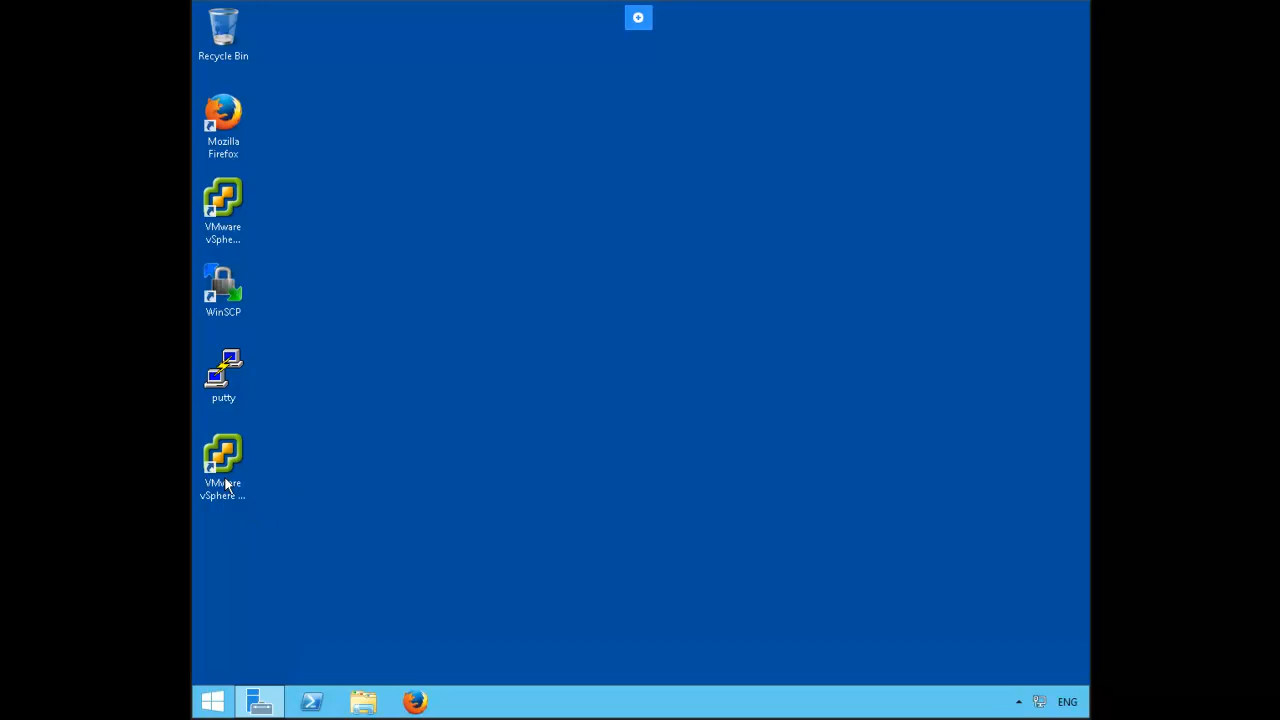 Recycle Bin
Mozilla
Firefox
VMware
vSphe...
WinSCP
putty
VMware
vSphere ...
ENG